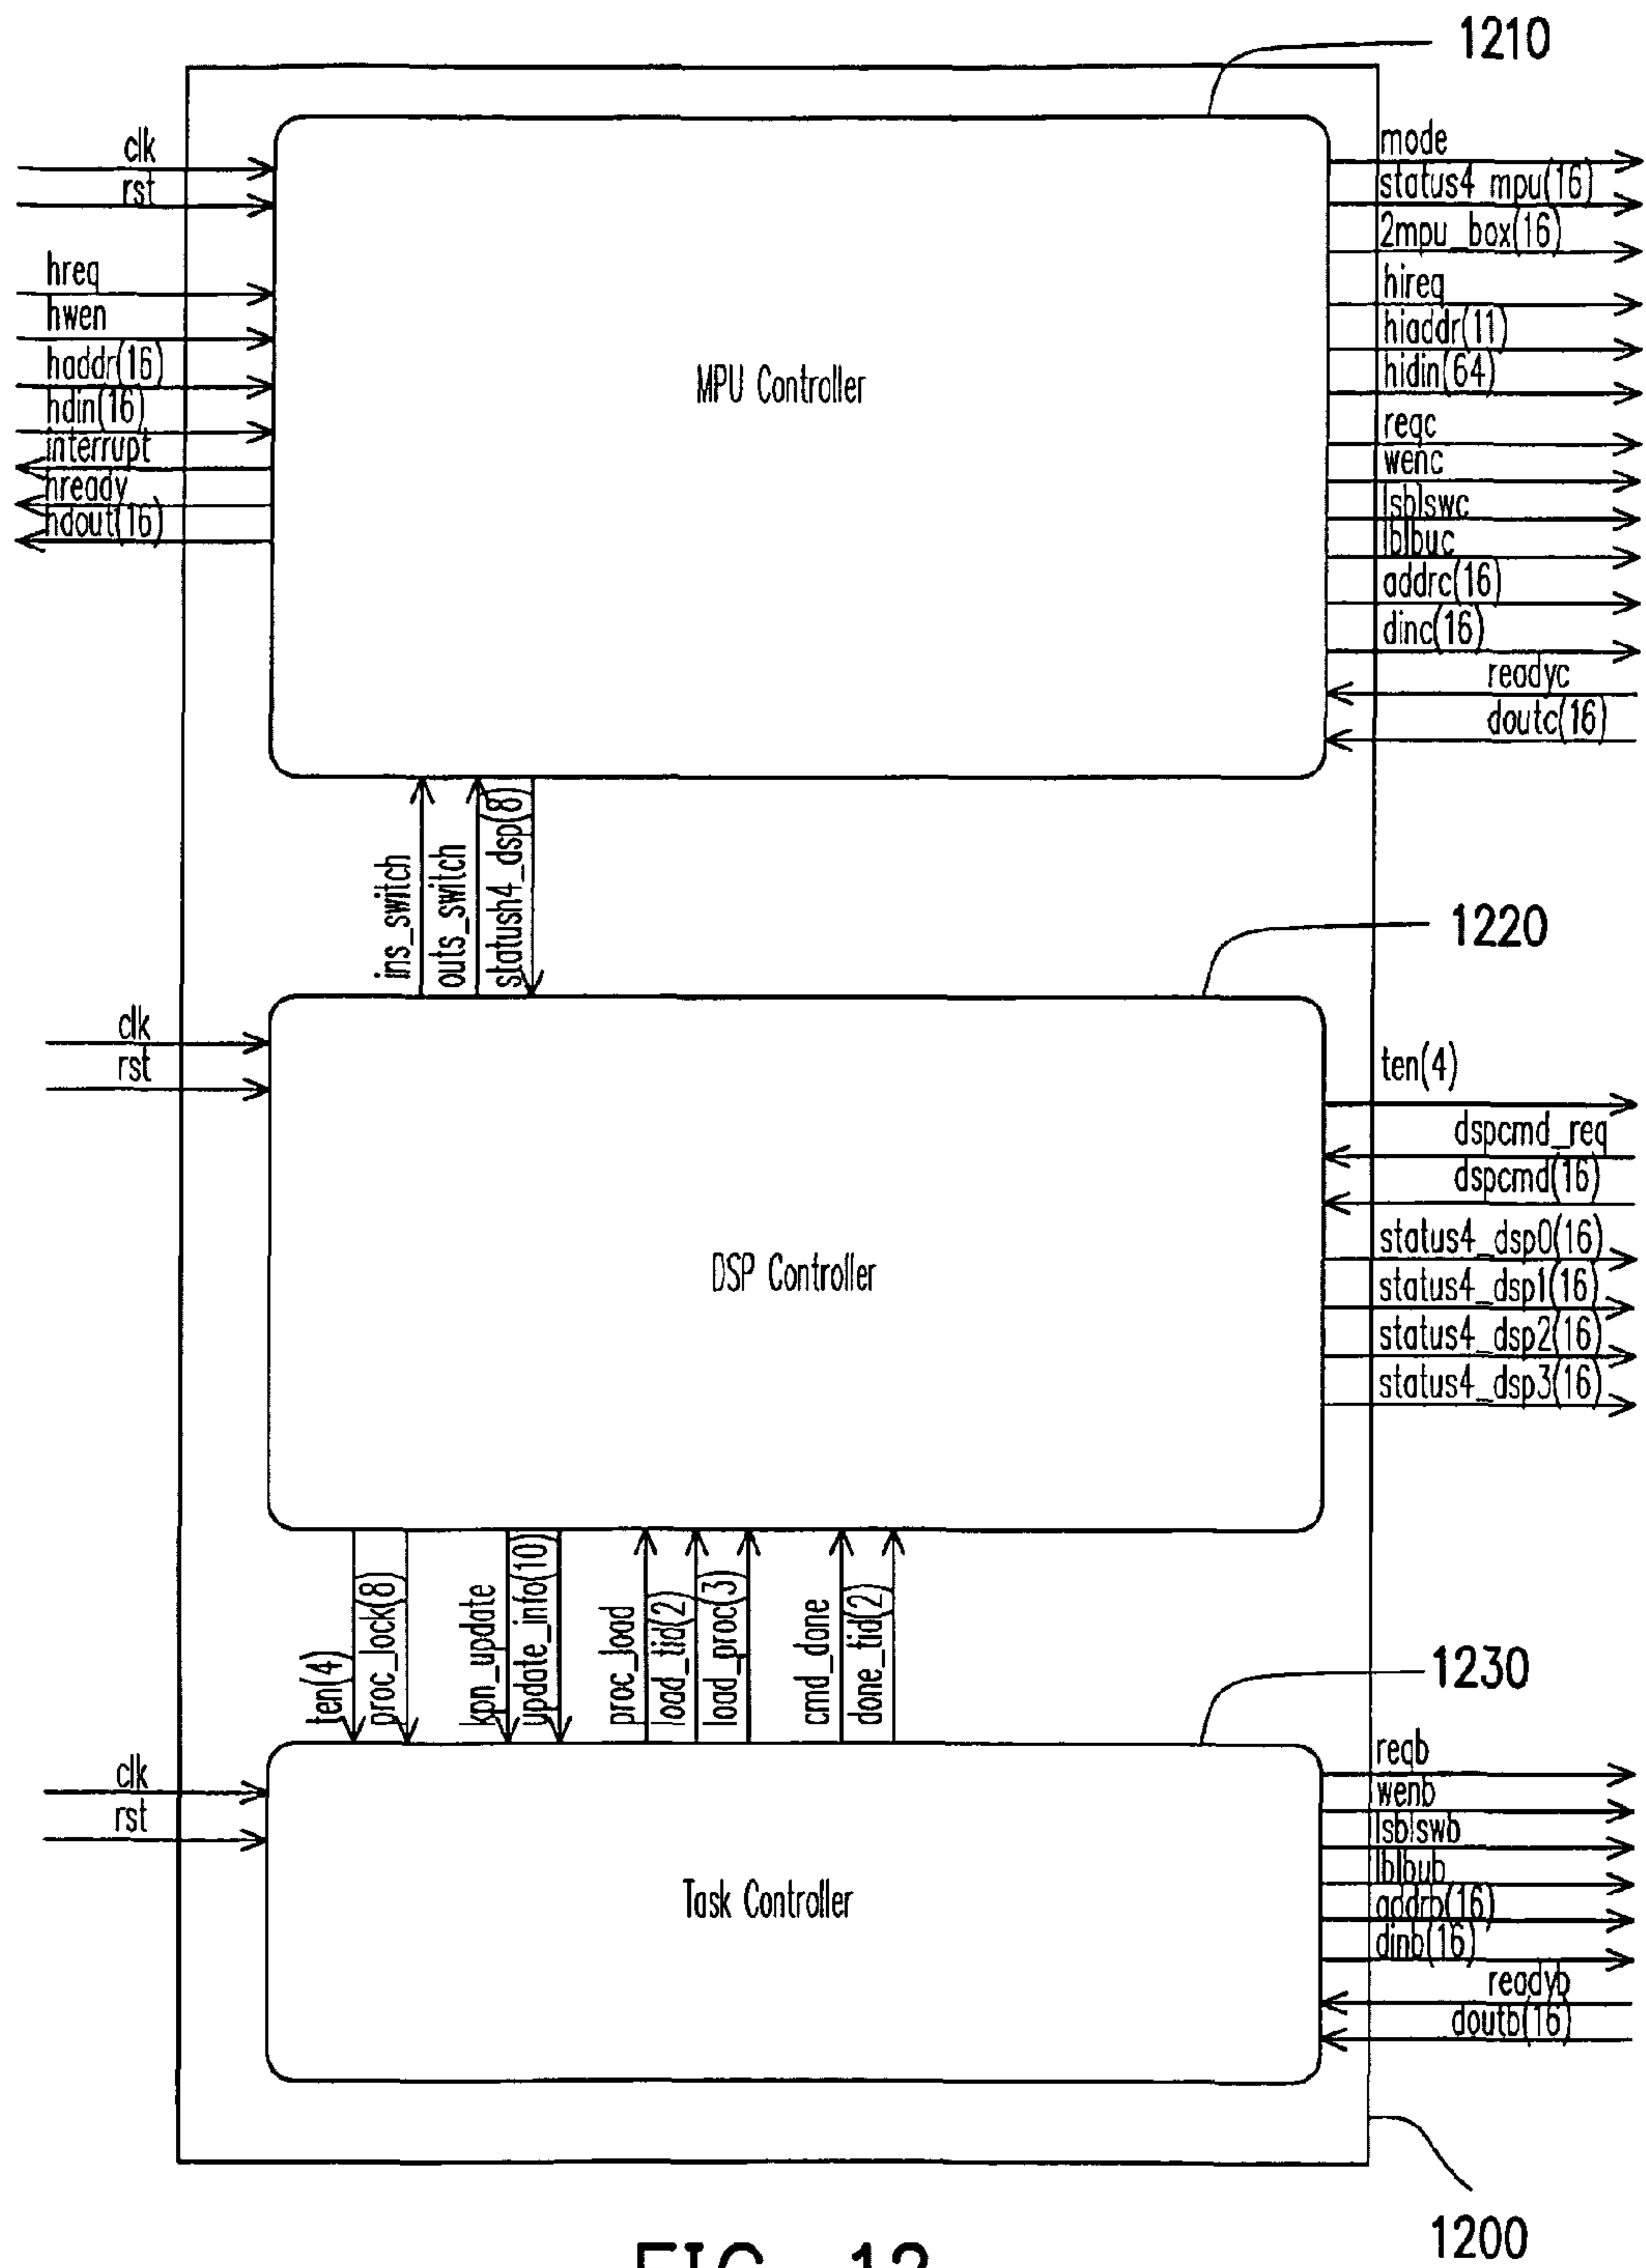 1210
clk
rst
hreq
hwen
haddr(16)
hdin(16)
interrupt
hready
hdout(16)
MPU Controller
mode
status4_mpu(16)
2mpu_box(16)
hireq
hiaddr(11)
hidin(64)
reqc
wenc
lsblswc
lblbuc
addrc(16)
dinc(16)
readyc
doutc(16)
ins_switch
outs_switch
statush4_dsp(8)
1220
clk
rst
DSP Controller
ten(4)
dspcmd_req
dspcmd(16)
status4_dsp0(16)
status4_dsp1(16)
status4_dsp2(16)
status4_dsp3(16)
ten(4)
proc_lock(8)
kpn_update
update_info(10)
proc_load
load_tid(2)
load_proc(3)
cmd_done
done_tid(2)
1230
clk
rst
Task Controller
reqb
wenb
lsblswb
lblbub
addrb(16)
dinb(16)
readyb
doutb(16)
1200
FIG. 12